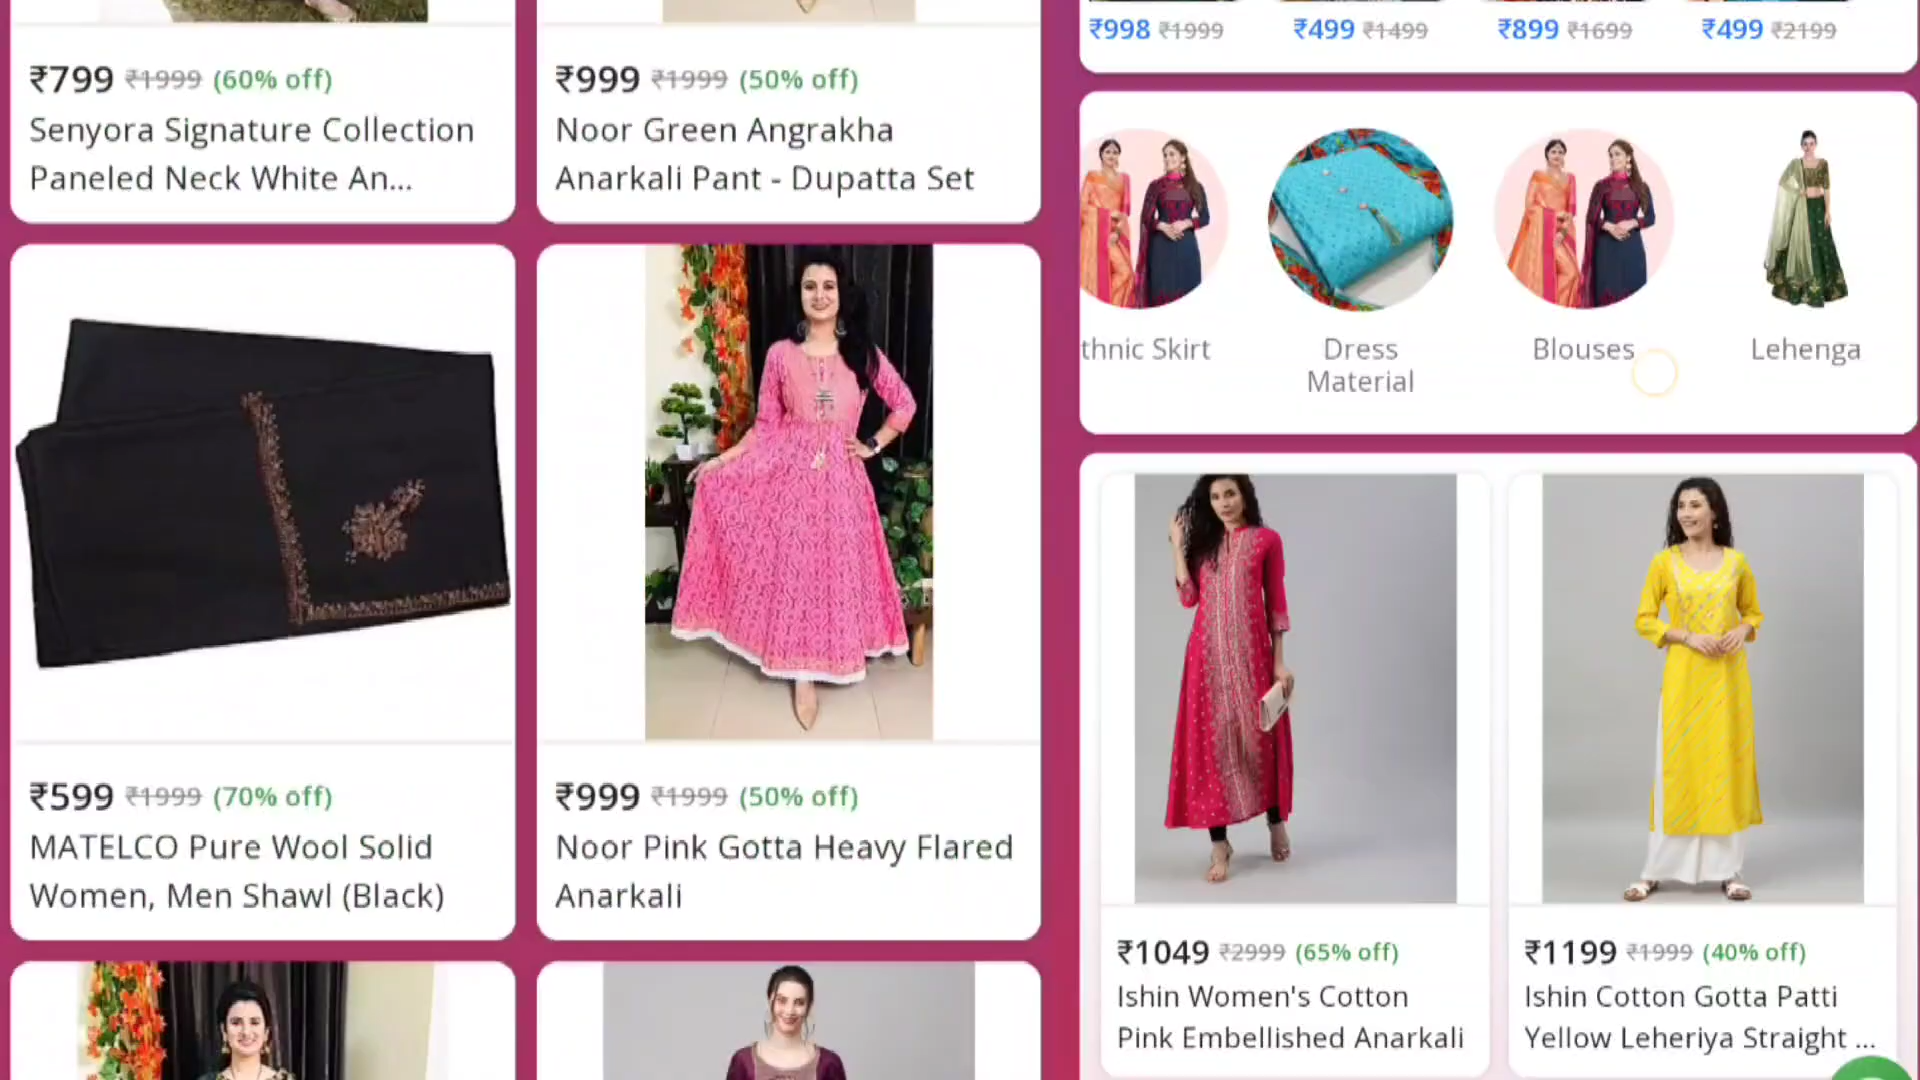 ₹799 ₹1999 (60% off)
Senyora Signature Collection
Paneled Neck White An...
₹999 ₹1999 (50% off)
Noor Green Angrakha
Anarkali Pant - Dupatta Set
₹599 ₹1999 (70% off)
MATELCO Pure Wool Solid
Women, Men Shawl (Black)
₹999 ₹1999 (50% off)
Noor Pink Gotta Heavy Flared
Anarkali
₹998 ₹1999
₹499 ₹1499
₹899 ₹1699
₹499 ₹2199
thnic Skirt
Dress
Material
Blouses
Lehenga
₹1049 ₹2999 (65% off)
Ishin Women's Cotton
Pink Embellished Anarkali
₹1199 ₹1999 (40% off)
Ishin Cotton Gotta Patti
Yellow Leheriya Straight ...